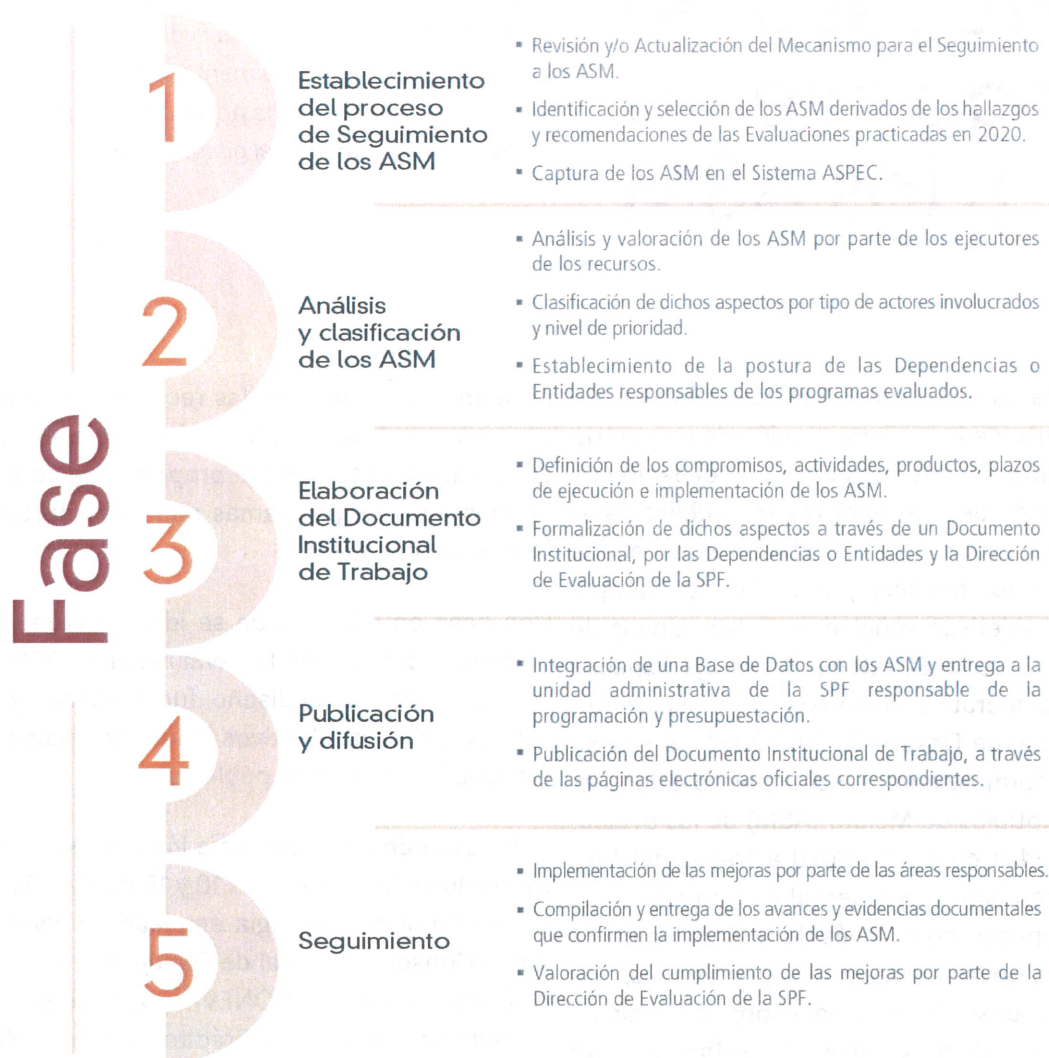 Fase
1
Establecimiento
del proceso
de Seguimiento
de los ASM
▪ Revisión y/o Actualización del Mecanismo para el Seguimiento
a los ASM.
▪ Identificación y selección de los ASM derivados de los hallazgos
y recomendaciones de las Evaluaciones practicadas en 2020.
▪ Captura de los ASM en el Sistema ASPEC.
2
Análisis
y clasificación
de los ASM
▪ Análisis y valoración de los ASM por parte de los ejecutores
de los recursos.
▪ Clasificación de dichos aspectos por tipo de actores involucrados
y nivel de prioridad.
▪ Establecimiento de la postura de las Dependencias o
Entidades responsables de los programas evaluados.
3
Elaboración
del Documento
Institucional
de Trabajo
▪ Definición de los compromisos, actividades, productos, plazos
de ejecución e implementación de los ASM.
▪ Formalización de dichos aspectos a través de un Documento
Institucional, por las Dependencias o Entidades y la Dirección
de Evaluación de la SPF.
4
Publicación
y difusión
▪ Integración de una Base de Datos con los ASM y entrega a la
unidad administrativa de la SPF responsable de la
programación y presupuestación.
▪ Publicación del Documento Institucional de Trabajo, a través
de las páginas electrónicas oficiales correspondientes.
5
Seguimiento
▪ Implementación de las mejoras por parte de las áreas responsables.
▪ Compilación y entrega de los avances y evidencias documentales
que confirmen la implementación de los ASM.
▪ Valoración del cumplimiento de las mejoras por parte de la
Dirección de Evaluación de la SPF.